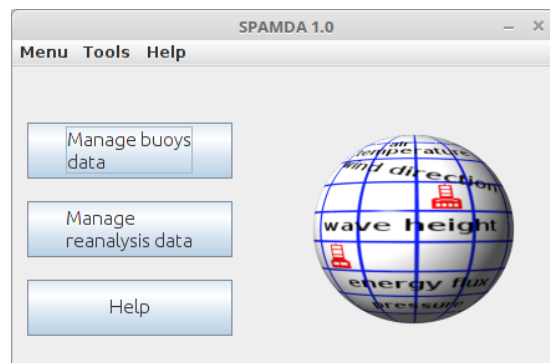 SPAMDA 1.0
Menu Tools Help
Manage buoys
data
Manage
reanalysis data
Help
air
temperature
wind direction
wave height
energy flux
pressure